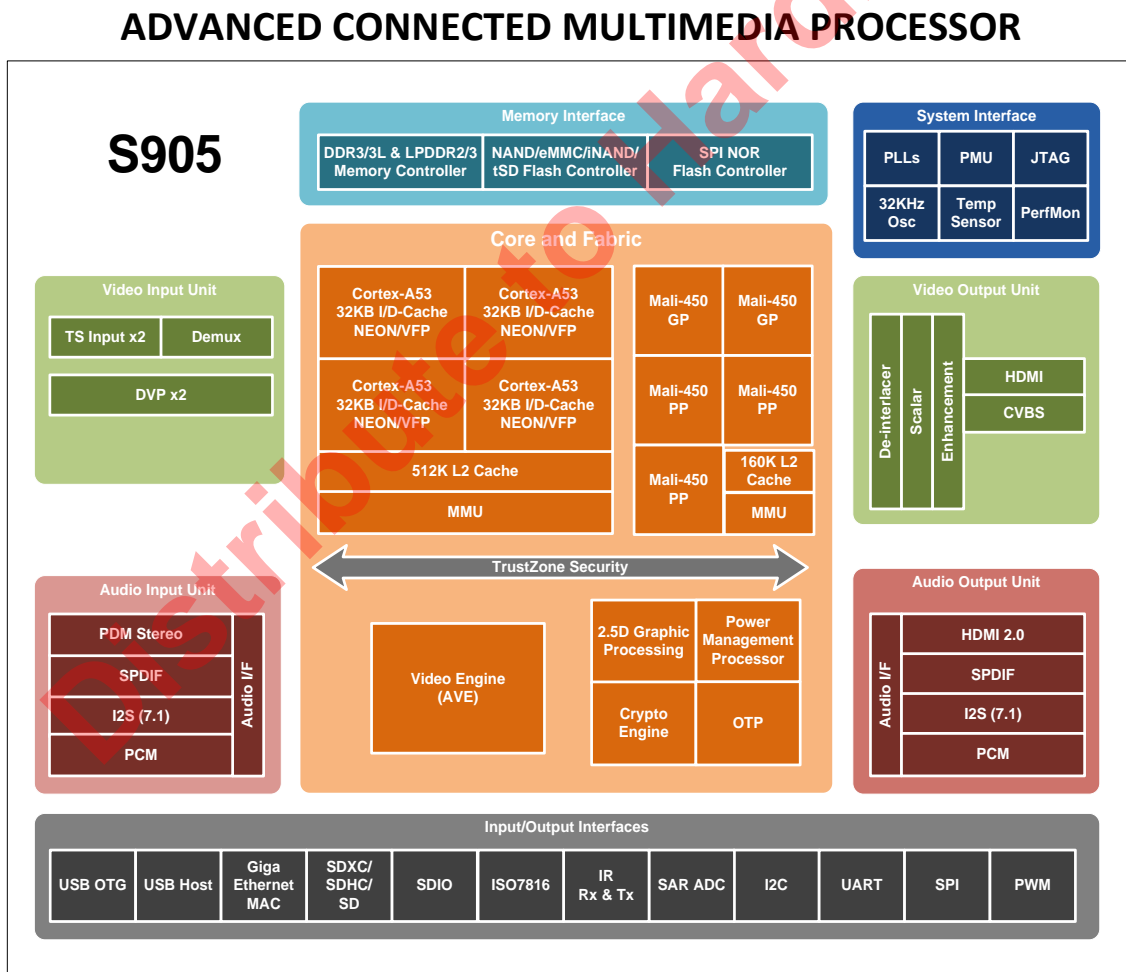 ADVANCED CONNECTED MULTIMEDIA PROCESSOR
S905
Memory Interface
DDR3/3L & LPDDR2/3
Memory Controller
NAND/eMMC/iNAND/
tSD Flash Controller
SPI NOR
Flash Controller
System Interface
PLLs
PMU
JTAG
32KHz
Osc
Temp
Sensor
PerfMon
Video Input Unit
TS Input x2
Demux
DVP x2
Core and Fabric
Cortex-A53
32KB I/D-Cache
NEON/VFP
Cortex-A53
32KB I/D-Cache
NEON/VFP
Cortex-A53
32KB I/D-Cache
NEON/VFP
Cortex-A53
32KB I/D-Cache
NEON/VFP
512K L2 Cache
MMU
Mali-450
GP
Mali-450
GP
Mali-450
PP
Mali-450
PP
Mali-450
PP
160K L2
Cache
MMU
TrustZone Security
Video Engine
(AVE)
2.5D Graphic
Processing
Power
Management
Processor
Crypto
Engine
OTP
Video Output Unit
De-interlacer
Scalar
Enhancement
HDMI
CVBS
Audio Input Unit
PDM Stereo
SPDIF
I2S (7.1)
PCM
Audio I/F
Audio Output Unit
Audio I/F
HDMI 2.0
SPDIF
I2S (7.1)
PCM
Input/Output Interfaces
USB OTG
USB Host
Giga
Ethernet
MAC
SDXC/
SDHC/
SD
SDIO
ISO7816
IR
Rx & Tx
SAR ADC
I2C
UART
SPI
PWM
Distribute to